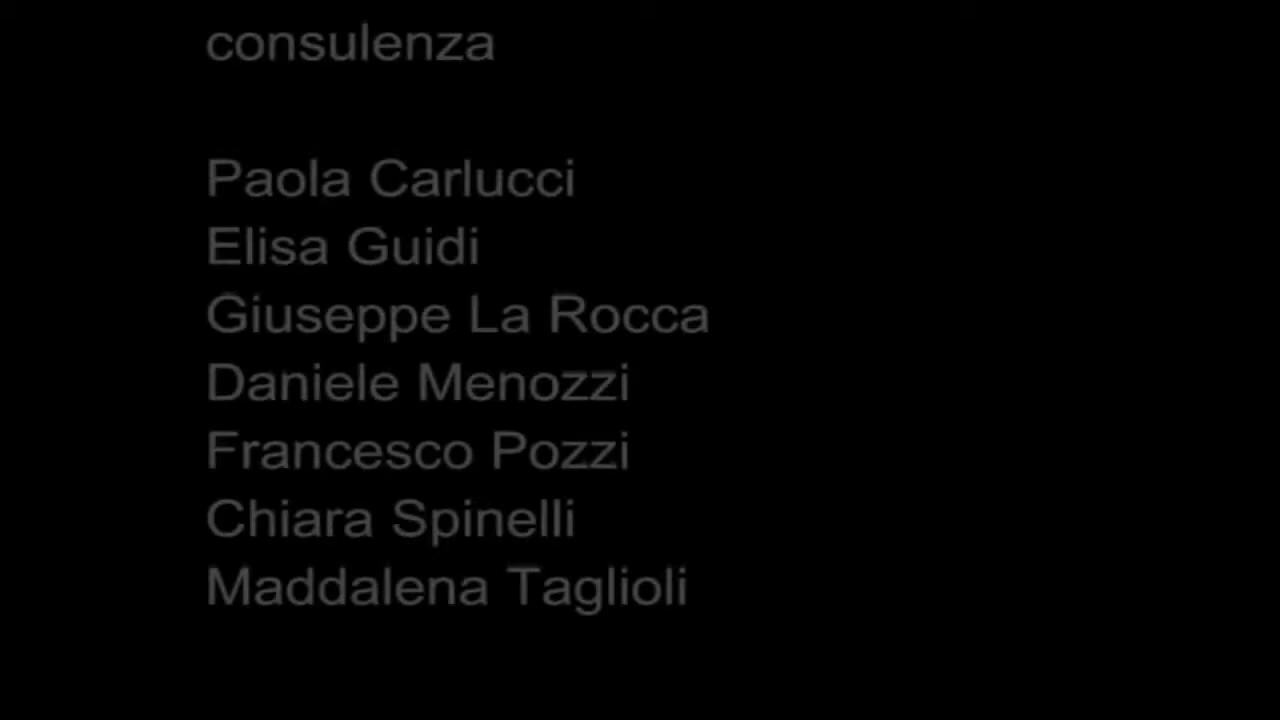 consulenza
Paola Carlucci
Elisa Guidi
Giuseppe La Rocca
Daniele Menozzi
Francesco Pozzi
Chiara Spinelli
Maddalena Taglioli